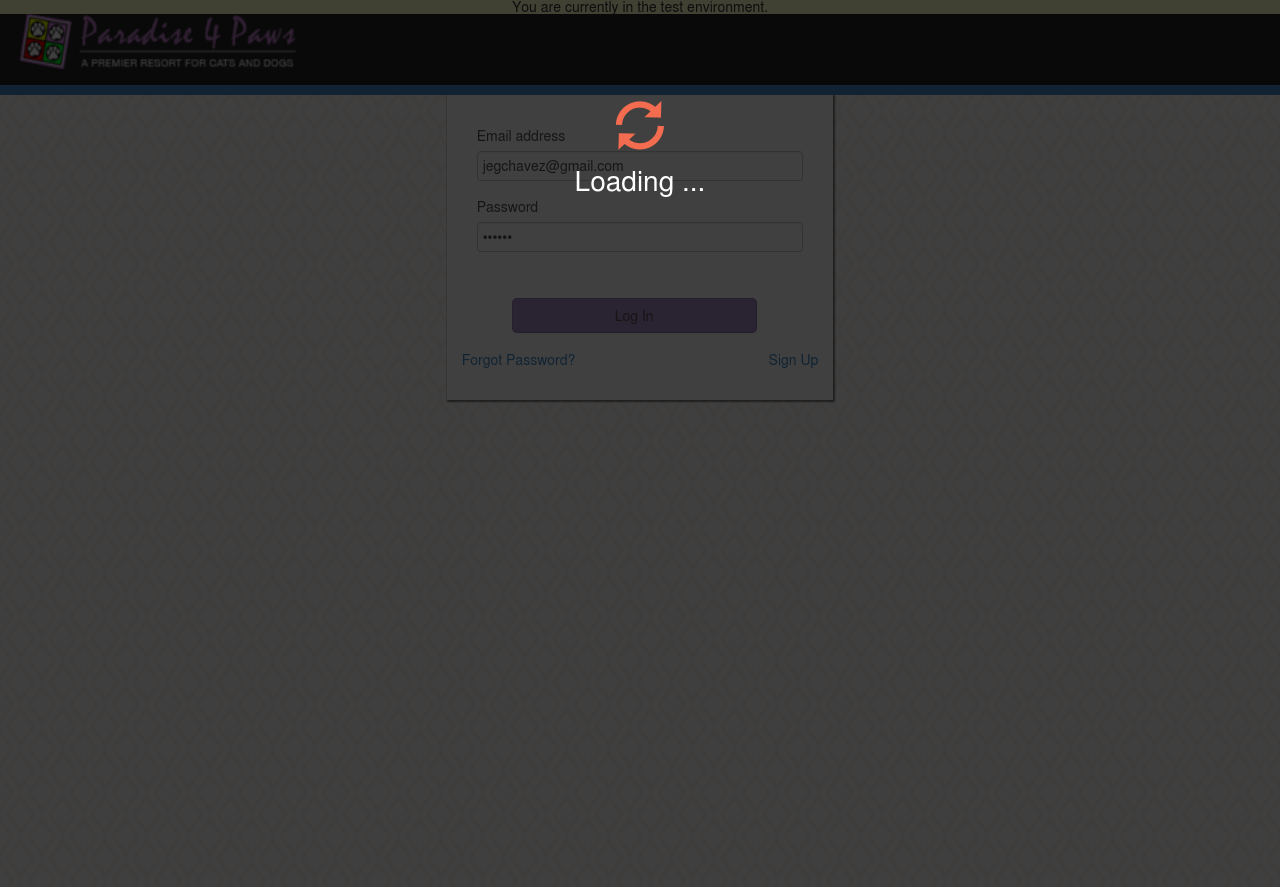 You are currently in the test environment.
Paradise 4 Paws
A PREMIER RESORT FOR CATS AND DOGS
Email address
jegchavez@gmail.com
Loading ...
Password
••••••
Log In
Forgot Password? Sign Up